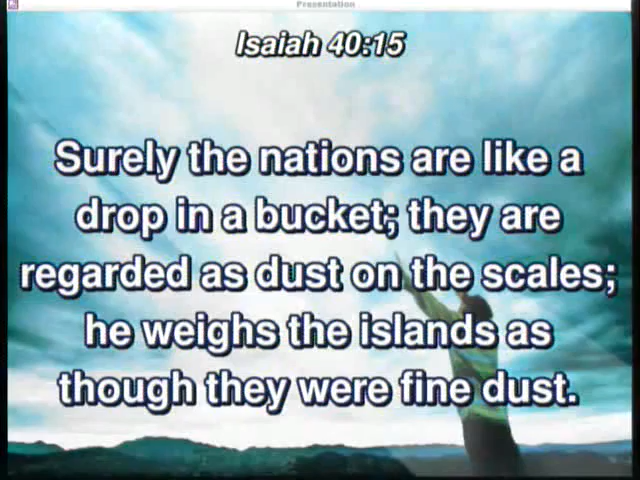 Presentation
Isaiah 40:15
Surely the nations are like a
drop in a bucket; they are
regarded as dust on the scales;
he weighs the islands as
though they were fine dust.